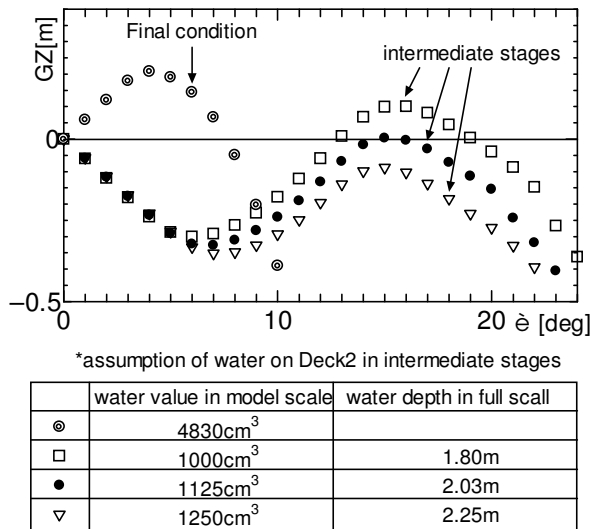 GZ[m]
Final condition
intermediate stages
0
−0.5
0 10 20 è [deg]
*assumption of water on Deck2 in intermediate stages
water value in model scale water depth in full scall
◎ 4830cm³
□ 1000cm³ 1.80m
● 1125cm³ 2.03m
▽ 1250cm³ 2.25m